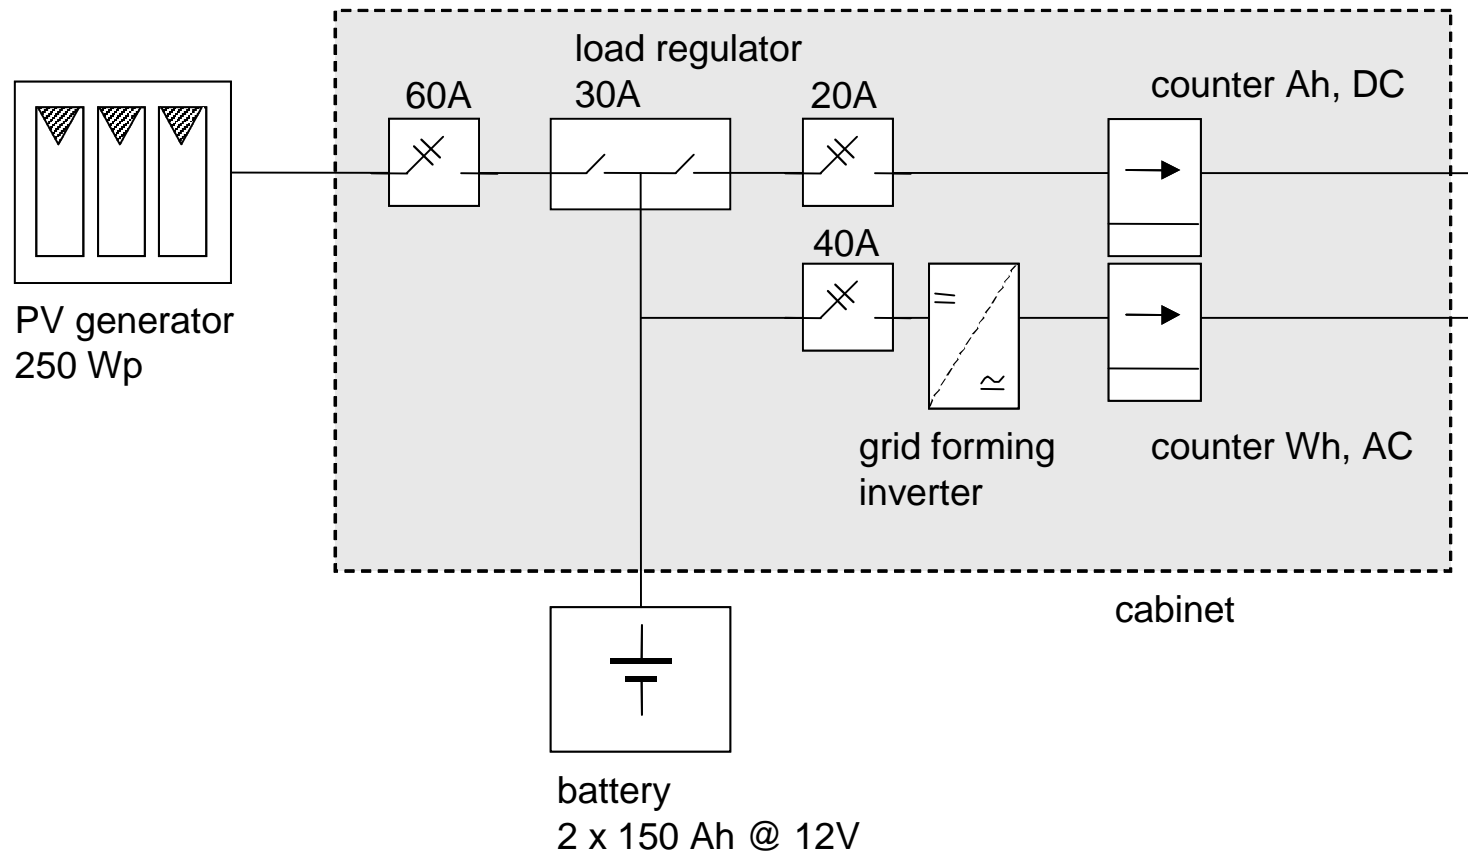 load regulator
60A
30A
20A
counter Ah, DC
40A
PV generator
250 Wp
grid forming
inverter
counter Wh, AC
cabinet
battery
2 x 150 Ah @ 12V